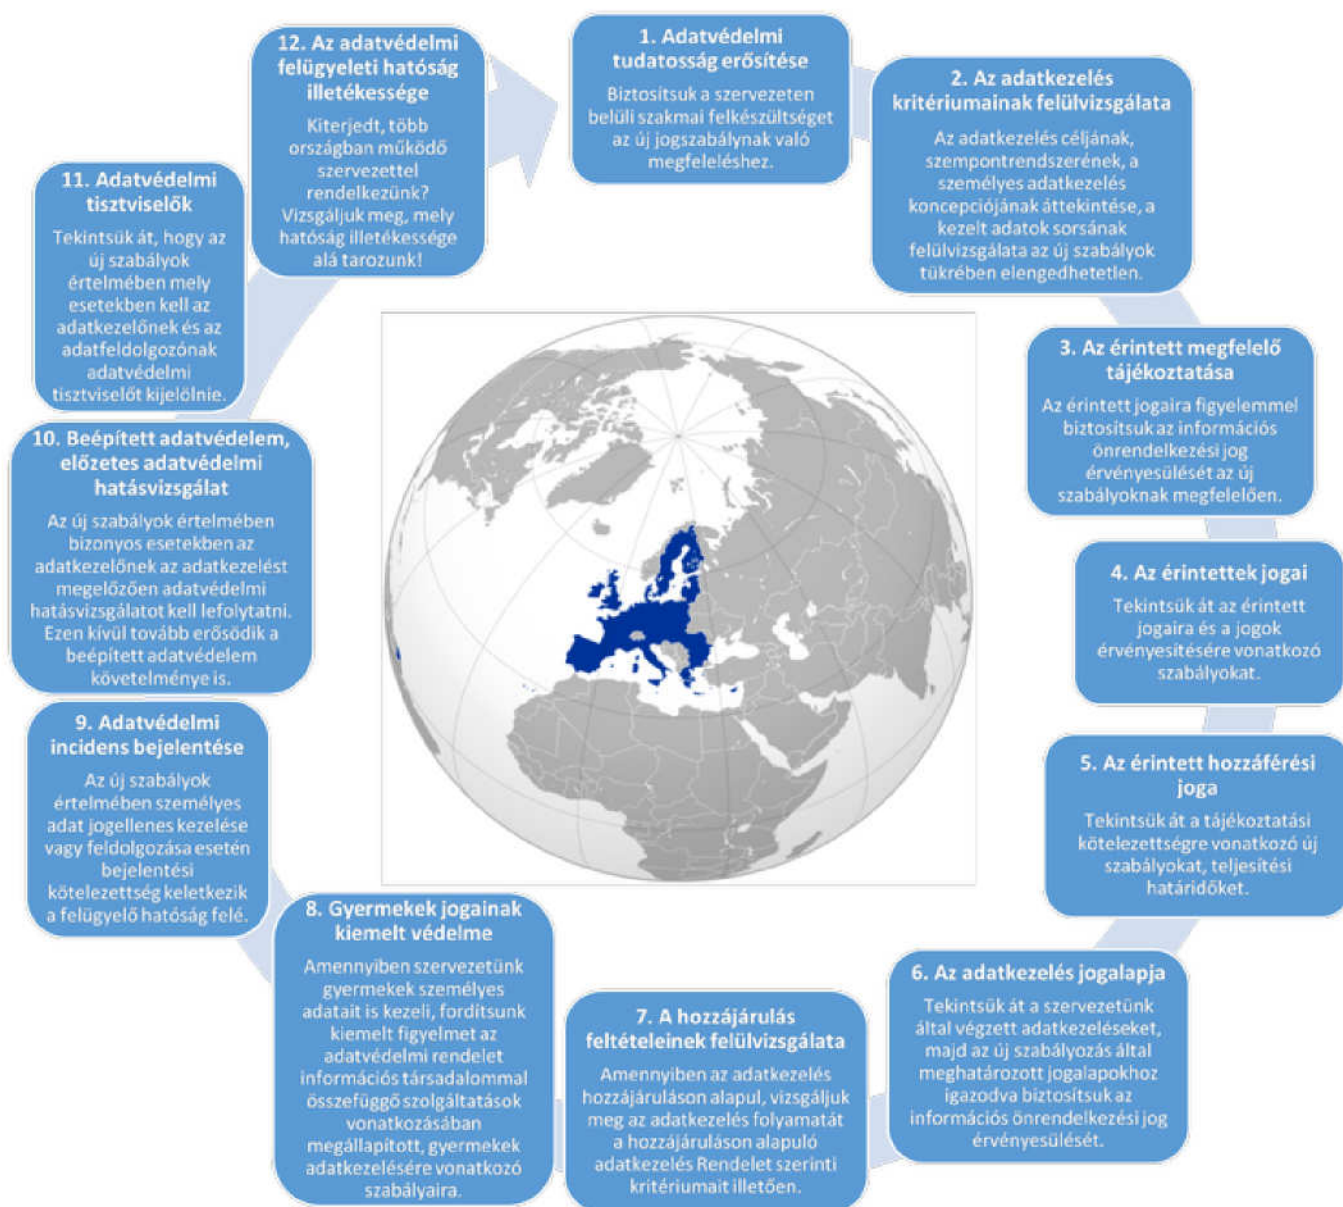 1. Adatvédelmi
tudatosság erősítése
Biztosítsuk a szervezeten
belüli szakmai felkészültséget
az új jogszabálynak való
megfeleléshez.
2. Az adatkezelés
kritériumainak felülvizsgálata
Az adatkezelés céljának,
szempontrendszerének, a
személyes adatkezelés
koncepciójának áttekintése, a
kezelt adatok sorsának
felülvizsgálata az új szabályok
tükrében elengedhetetlen.
3. Az érintett megfelelő
tájékoztatása
Az érintett jogaira figyelemmel
biztosítsuk az információs
önrendelkezési jog
érvényesülését az új
szabályoknak megfelelően.
4. Az érintettek jogai
Tekintsük át az érintett
jogaira és a jogok
érvényesítésére vonatkozó
szabályokat.
5. Az érintett hozzáférési
joga
Tekintsük át a tájékoztatási
kötelezettségre vonatkozó új
szabályokat, teljesítési
határidőket.
6. Az adatkezelés jogalapja
Tekintsük át a szervezetünk
által végzett adatkezeléseket,
majd az új szabályozás által
meghatározott jogalapokhoz
igazodva biztosítsuk az
információs önrendelkezési jog
érvényesülését.
7. A hozzájárulás
feltételeinek felülvizsgálata
Amennyiben az adatkezelés
hozzájáruláson alapul, vizsgáljuk
meg az adatkezelés folyamatát
a hozzájáruláson alapuló
adatkezelés Rendelet szerinti
kritériumait illetően.
8. Gyermekek jogainak
kiemelt védelme
Amennyiben szervezetünk
gyermekek személyes
adatait is kezeli, fordítsunk
kiemelt figyelmet az
adatvédelmi rendelet
információs társadalommal
összefüggő szolgáltatások
vonatkozásában
megállapított, gyermekek
adatkezelésére vonatkozó
szabályaira.
9. Adatvédelmi
incidens bejelentése
Az új szabályok
értelmében személyes
adat jogellenes kezelése
vagy feldolgozása esetén
bejelentési
kötelezettség keletkezik
a felügyelő hatóság felé.
10. Beépített adatvédelem,
előzetes adatvédelmi
hatásvizsgálat
Az új szabályok értelmében
bizonyos esetekben az
adatkezelőnek az adatkezelést
megelőzően adatvédelmi
hatásvizsgálatot kell lefolytatni.
Ezen kívül tovább erősödik a
beépített adatvédelem
követelménye is.
11. Adatvédelmi
tisztviselők
Tekintsük át, hogy az
új szabályok
értelmében mely
esetekben kell az
adatkezelőnek és az
adatfeldolgozónak
adatvédelmi
tisztviselőt kijelölnie.
12. Az adatvédelmi
felügyeleti hatóság
illetékessége
Kiterjedt, több
országban működő
szervezettel
rendelkezünk?
Vizsgáljuk meg, mely
hatóság illetékessége
alá tarozunk!